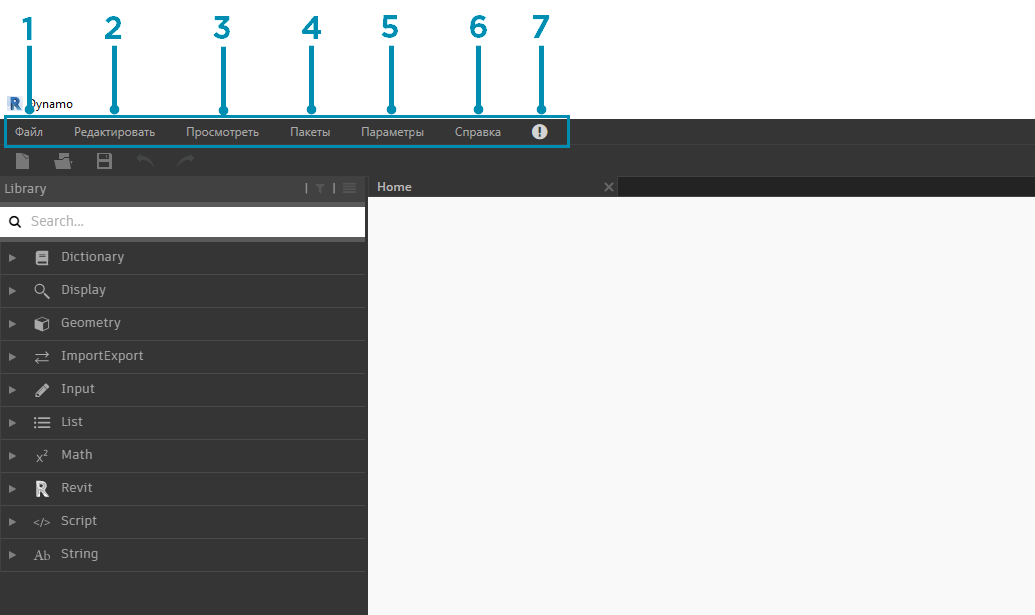 1 2 3 4 5 6 7
Dynamo
Файл Редактировать Просмотреть Пакеты Параметры Справка
Library
Home
Search...
Dictionary
Display
Geometry
ImportExport
Input
List
x² Math
R Revit
</> Script
Ab String